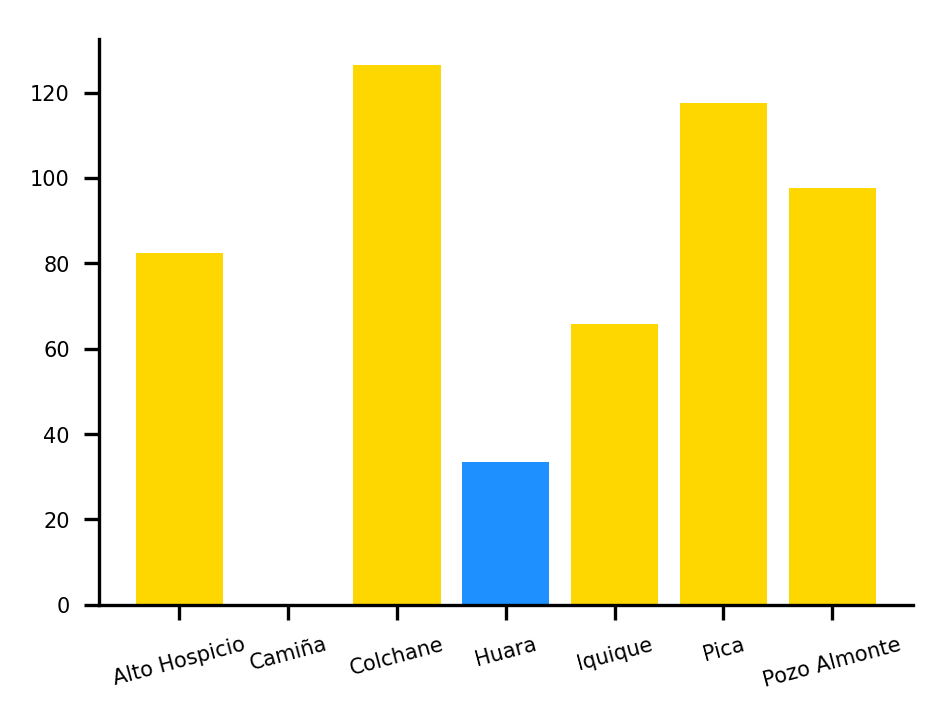 120
100
80
60
40
20
0
Alto Hospicio
Camiña
Colchane
Huara
Iquique
Pica
Pozo Almonte